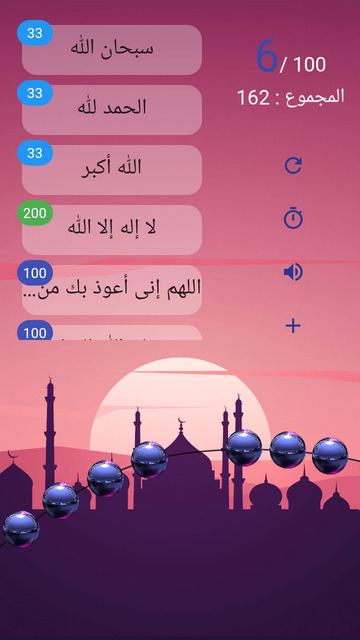 33
سبحان الله
33
الحمد لله
33
الله أكبر
200
لا إله إلا الله
100
اللهم إنى أعوذ بك من...
100
6/ 100
المجموع : 162